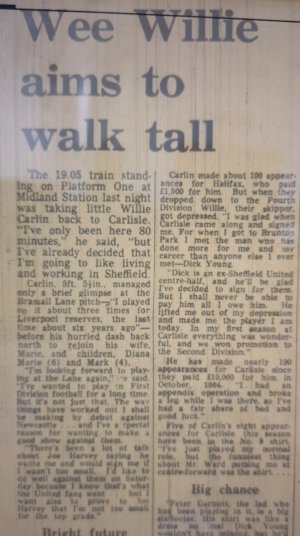 Wee Willie
aims to
walk tall
The 19.05 train stand-
ing on Platform One at
Midland Station last night
was taking little Willie
Carlin back to Carlisle.
"I've only been here 80
minutes," he said, "but
I've already decided that
I'm going to like living
and working in Sheffield."
Carlin, 5ft. 5in., managed
only a brief glimpse at the
Bramall Lane pitch—"I played
on it about three times for
Liverpool reserves, the last
time about six years ago"—
before his hurried dash back
north to rejoin his wife,
Marie, and children, Diana
Marie (6) and Mark (4).
"I'm looking forward to play-
ing at the Lane again," he said.
"I've wanted to play in First
Division football for a long time.
But it's not just that. The way
things have worked out I shall
be making my debut against
Newcastle . . . and I've a special
reason for wanting to make a
good show against them.
"There's been a lot of talk
about Joe Harvey saying he
wants me and would sign me if
I wasn't too small. I'd like to
do well against them on Satur-
day because I know that's what
the United fans want . . . but I
want also to prove to Joe
Harvey that I'm not too small
for the top grade."
Bright future
Carlin made about 100 appear-
ances for Halifax, who paid
£1,500 for him. But when they
dropped down to the Fourth
Division Willie, their skipper,
got depressed. "I was glad when
Carlisle came along and signed
me. For when I got to Brunton
Park I met the man who has
done more for me and my
career than anyone else I ever
met—Dick Young.
"Dick is an ex-Sheffield United
centre-half, and he'll be glad
I've decided to sign for them.
But I shall never be able to
pay him all I owe him. He
lifted me out of my depression
and made me the player I am
today. In my first season at
Carlisle everything was wonder-
ful, and we won promotion to
the Second Division."
He has made nearly 100
appearances for Carlisle since
they paid £10,000 for him in
October, 1964. "I had an
appendix operation and broke
a leg while I was there, so I've
had a fair share of bad and
good luck."
Five of Carlin's eight appear-
ances for Carlisle this season
have been in the No. 9 shirt.
"I've just played my normal
role, but the funniest thing
about Mr. Ward putting me at
centre-forward was the shirt. . . .
Big chance
"Peter Garbutt, the lad who
had been playing in it, is a big
sixfooter. His shirt was like a
dress on me! Dick Young
wouldn't have minded, but he'd